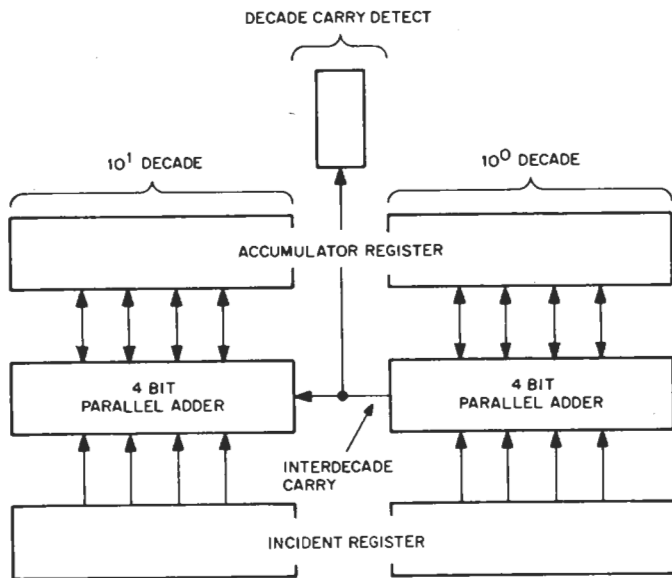 DECADE CARRY DETECT
10¹ DECADE
10⁰ DECADE
ACCUMULATOR REGISTER
4 BIT
PARALLEL ADDER
4 BIT
PARALLEL ADDER
INTERDECADE
CARRY
INCIDENT REGISTER